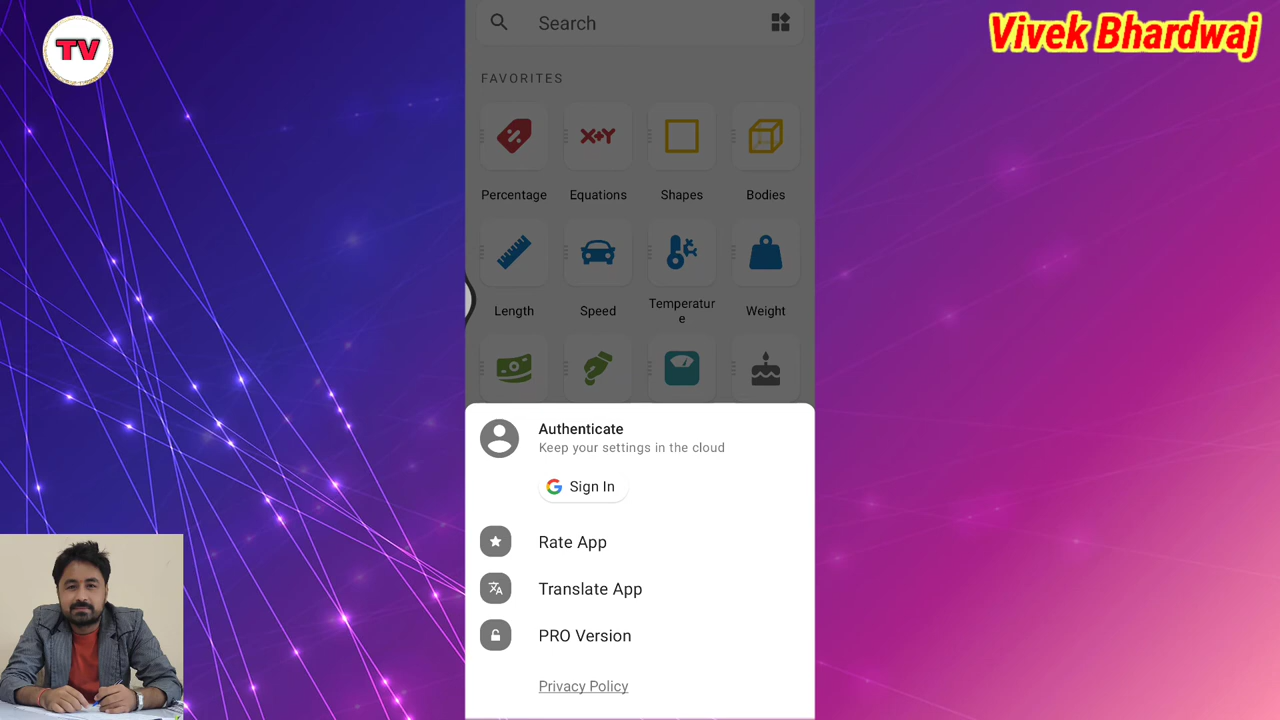 TV
Vivek Bhardwaj
Search
FAVORITES
Percentage
Equations
Shapes
Bodies
X+Y
Length
Speed
Temperatur
e
Weight
Authenticate
Keep your settings in the cloud
G Sign In
Rate App
Translate App
PRO Version
Privacy Policy